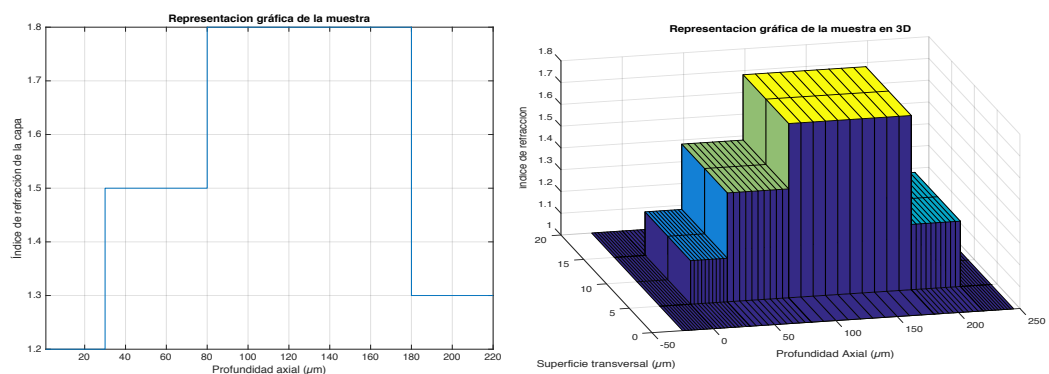 Representacion gráfica de la muestra
Índice de refracción de la capa
1.8
1.7
1.6
1.5
1.4
1.3
1.2
20 40 60 80 100 120 140 160 180 200 220
Profundidad axial (μm)
Representacion gráfica de la muestra en 3D
indice de refraccion
1.8
1.7
1.6
1.5
1.4
1.3
1.2
1.1
1
20
15
10
5
0
-50 0 50 100 150 200 250
Superficie transversal (μm)
Profundidad Axial (μm)